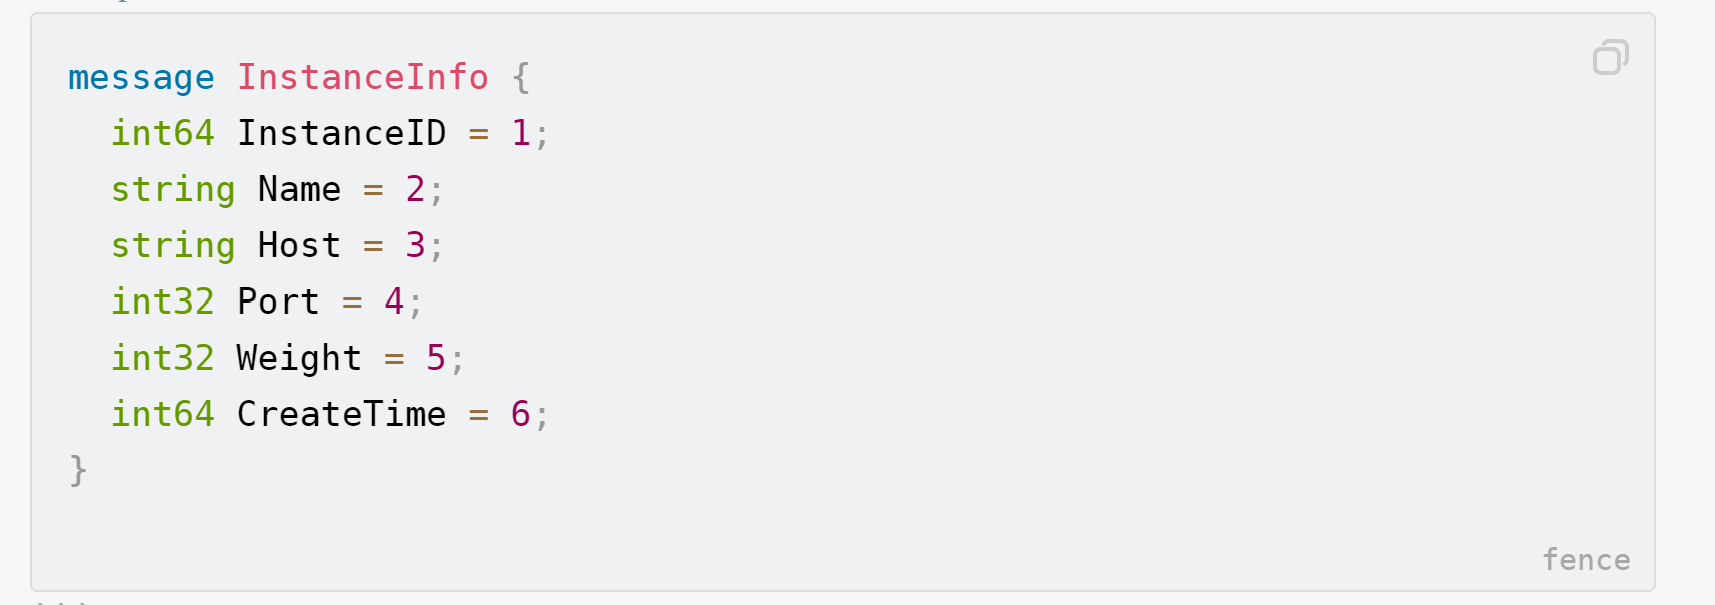 message InstanceInfo {
  int64 InstanceID = 1;
  string Name = 2;
  string Host = 3;
  int32 Port = 4;
  int32 Weight = 5;
  int64 CreateTime = 6;
}
fence